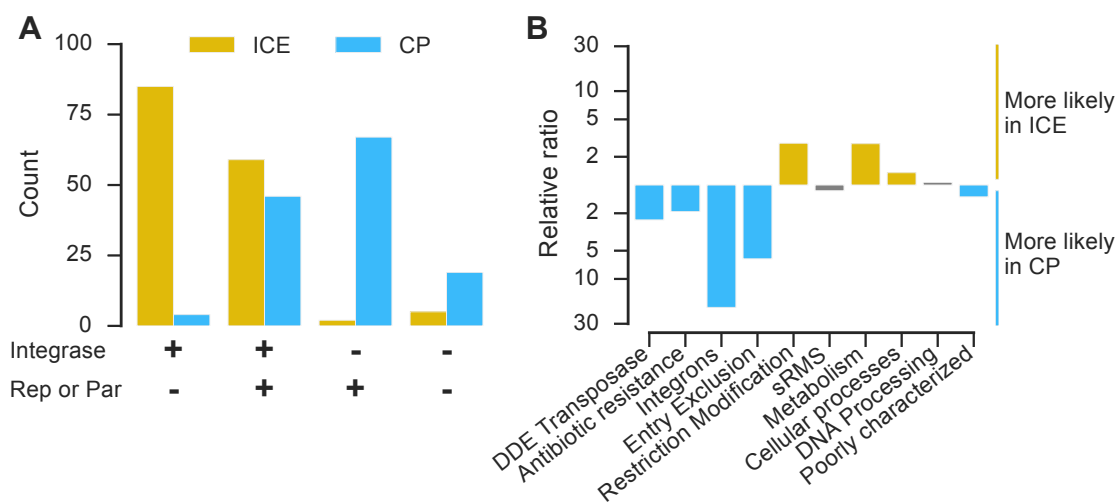 A
ICE CP
100
75
50
25
0
Count
Integrase + + - -
Rep or Par - + + -
B
30
10
5
2
2
5
10
30
Relative ratio
More likely
in ICE
More likely
in CP
DDE Transposase
Antibiotic resistance
Integrons
Entry Exclusion
Restriction Modification
sRMS
Metabolism
Cellular processes
DNA Processing
Poorly characterized